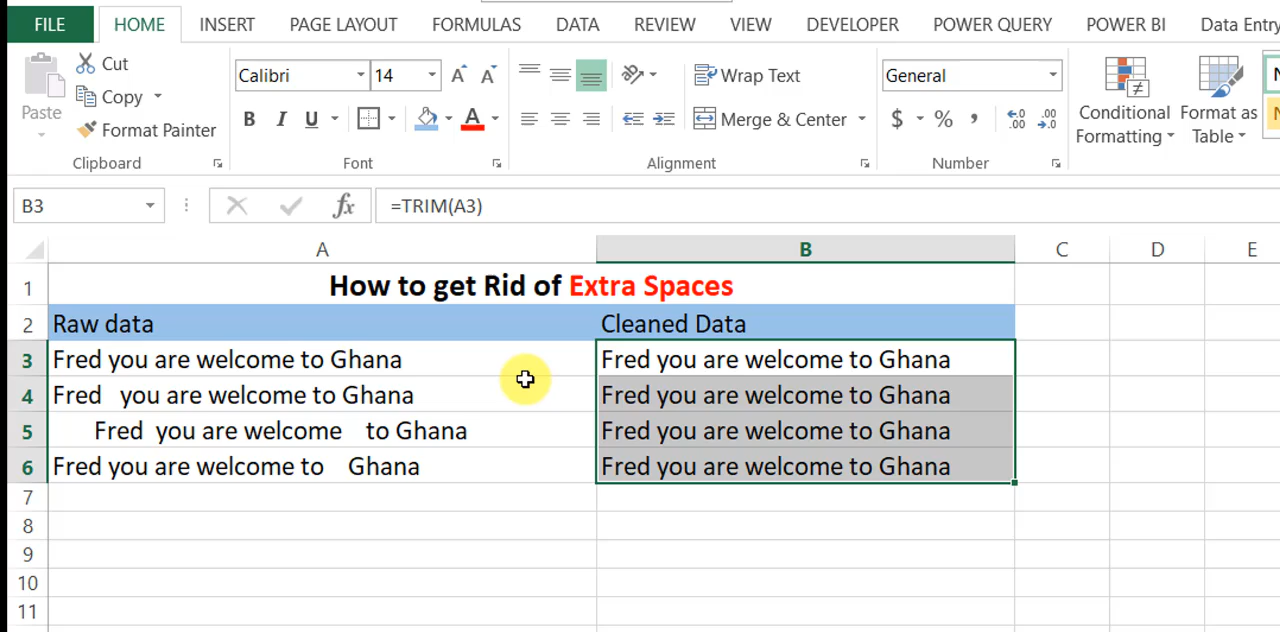 FILE HOME INSERT PAGE LAYOUT FORMULAS DATA REVIEW VIEW DEVELOPER POWER QUERY POWER BI Data Entry
Cut
Copy
Format Painter
Paste
Clipboard
Calibri 14 A A
B I U A
Font
Wrap Text
Merge & Center
Alignment
General
$ % , .00 .00
Number
Conditional Formatting
Format as Table
B3 fx =TRIM(A3)
A B C D E
1 How to get Rid of Extra Spaces
2 Raw data Cleaned Data
3 Fred you are welcome to Ghana Fred you are welcome to Ghana
4 Fred   you are welcome to Ghana Fred you are welcome to Ghana
5       Fred  you are welcome    to Ghana Fred you are welcome to Ghana
6 Fred you are welcome to    Ghana Fred you are welcome to Ghana
7
8
9
10
11